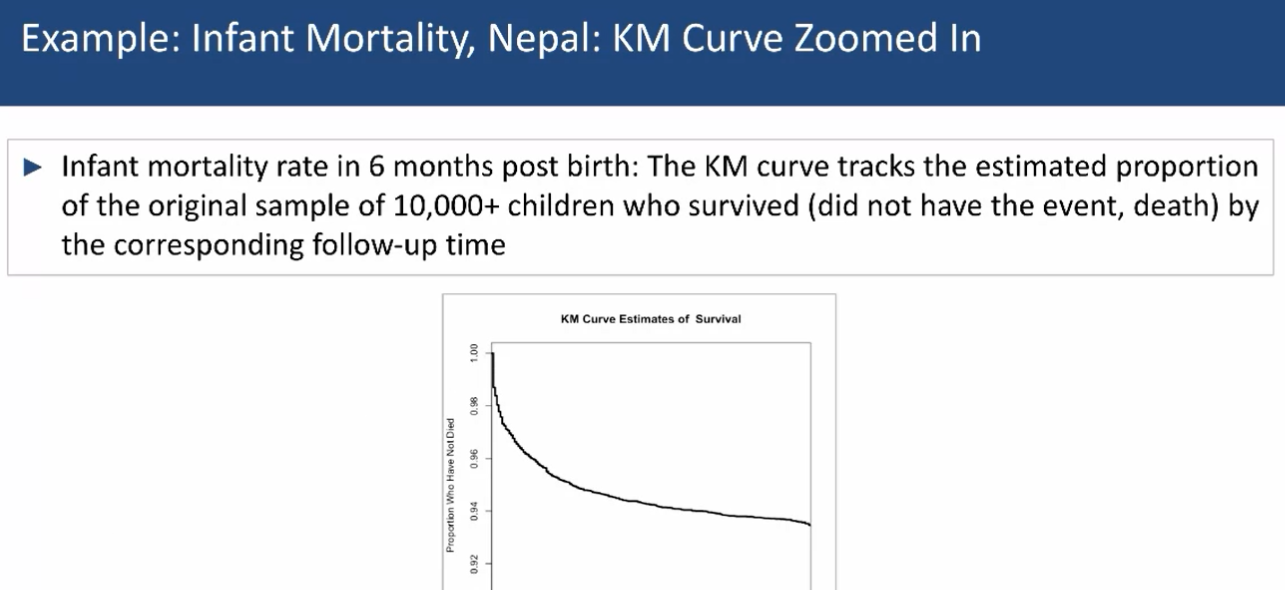 Example: Infant Mortality, Nepal: KM Curve Zoomed In
► Infant mortality rate in 6 months post birth: The KM curve tracks the estimated proportion
of the original sample of 10,000+ children who survived (did not have the event, death) by
the corresponding follow-up time
KM Curve Estimates of Survival
Proportion Who Have Not Died
1.00
0.98
0.96
0.94
0.92